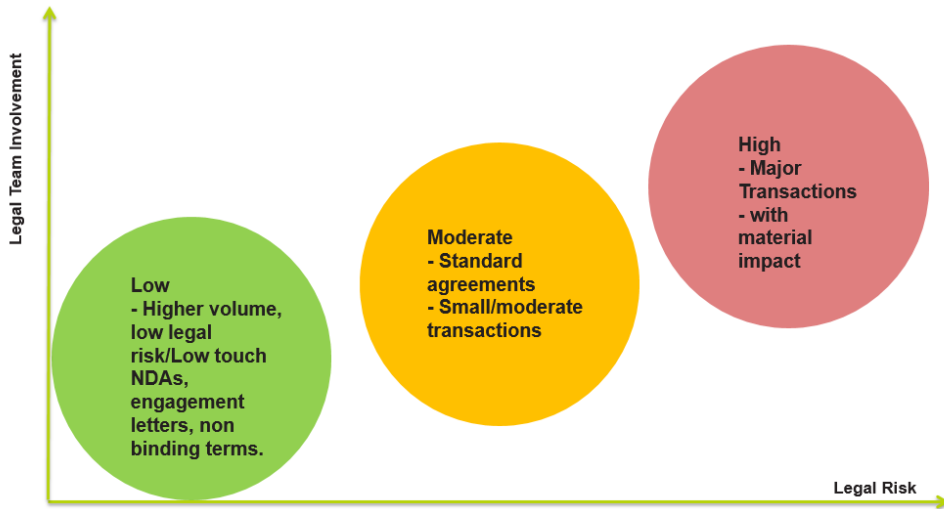 Legal Team Involvement
Low
- Higher volume,
low legal
risk/Low touch
NDAs,
engagement
letters, non
binding terms.
Moderate
- Standard
agreements
- Small/moderate
transactions
High
- Major
Transactions
- with
material
impact
Legal Risk